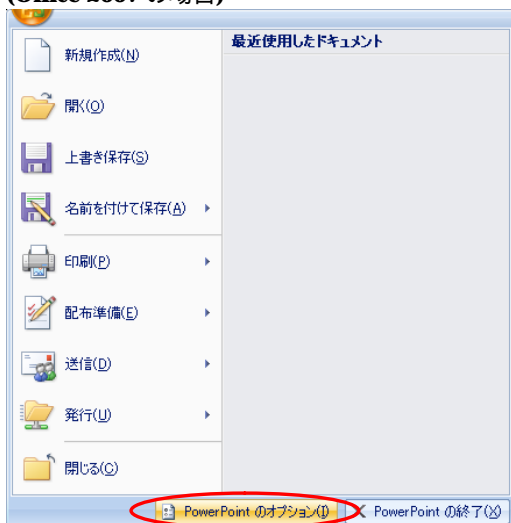 (Office 2007 の場合)
最近使用したドキュメント
新規作成(N)
開く(O)
上書き保存(S)
名前を付けて保存(A)
印刷(P)
配布準備(E)
送信(D)
発行(U)
閉じる(C)
PowerPoint のオプション(I) X PowerPoint の終了(X)